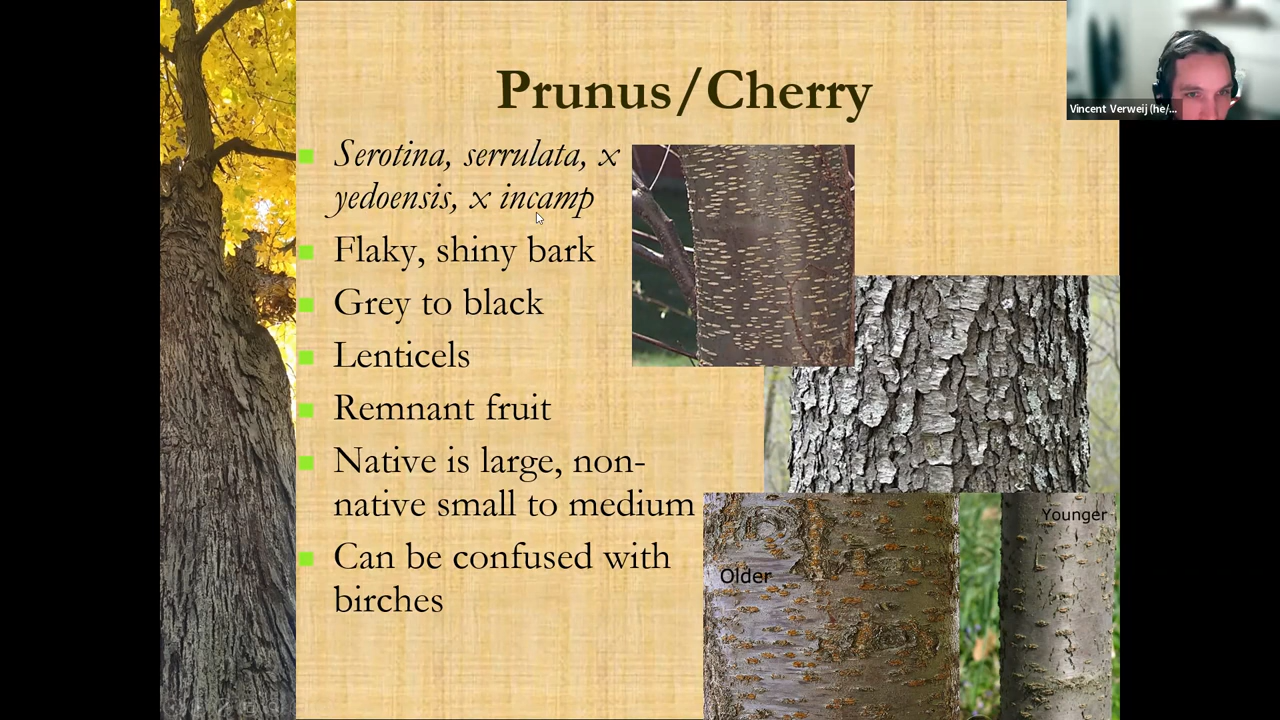 Prunus/Cherry
Vincent Verweij (he/...
Serotina, serrulata, x
yedoensis, x incamp
Flaky, shiny bark
Grey to black
Lenticels
Remnant fruit
Native is large, non-
native small to medium
Can be confused with
birches
Younger
Older